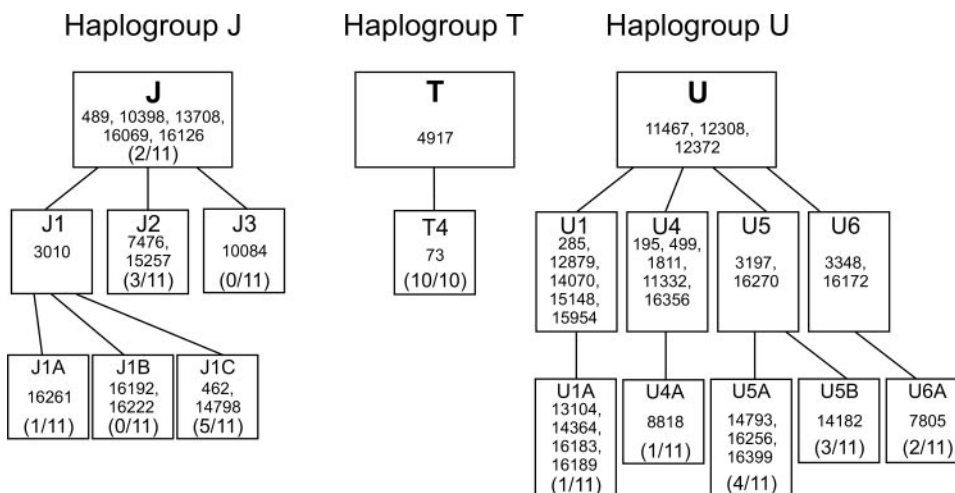 Haplogroup J
Haplogroup T
Haplogroup U
J
489, 10398, 13708,
16069, 16126
(2/11)
T
4917
U
11467, 12308,
12372
J1
3010
J2
7476,
15257
(3/11)
J3
10084
(0/11)
T4
73
(10/10)
U1
285,
12879,
14070,
15148,
15954
U4
195, 499,
1811,
11332,
16356
U5
3197,
16270
U6
3348,
16172
J1A
16261
(1/11)
J1B
16192,
16222
(0/11)
J1C
462,
14798
(5/11)
U1A
13104,
14364,
16183,
16189
(1/11)
U4A
8818
(1/11)
U5A
14793,
16256,
16399
(4/11)
U5B
14182
(3/11)
U6A
7805
(2/11)